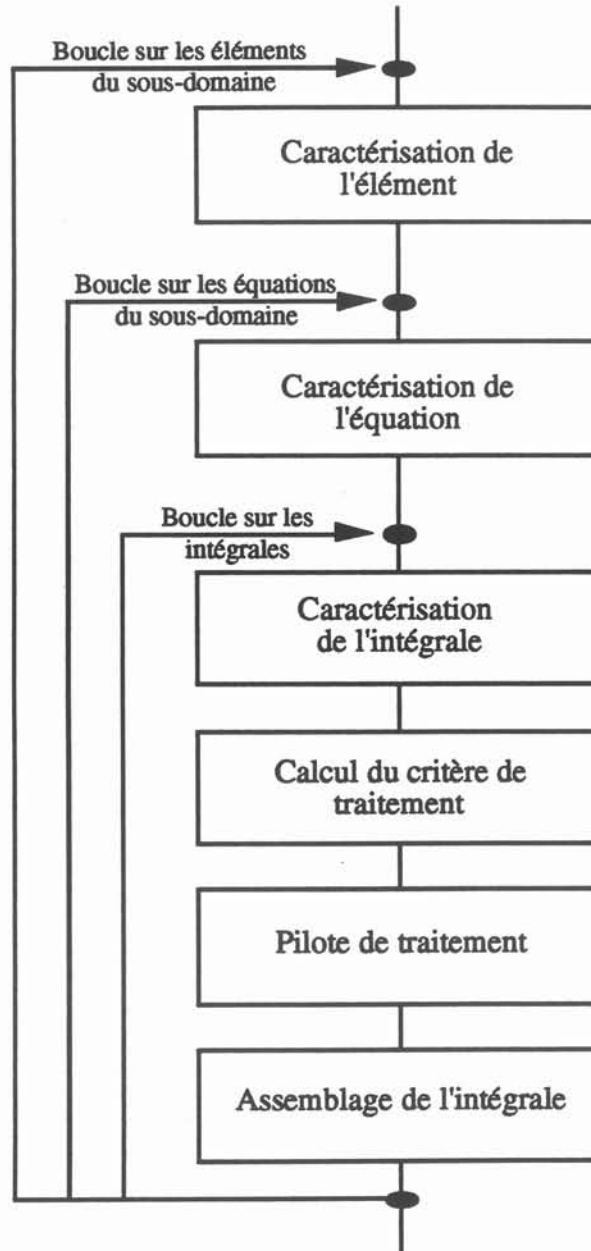 Boucle sur les éléments
du sous-domaine
Caractérisation de
l'élément
Boucle sur les équations
du sous-domaine
Caractérisation de
l'équation
Boucle sur les
intégrales
Caractérisation
de l'intégrale
Calcul du critère de
traitement
Pilote de traitement
Assemblage de l'intégrale